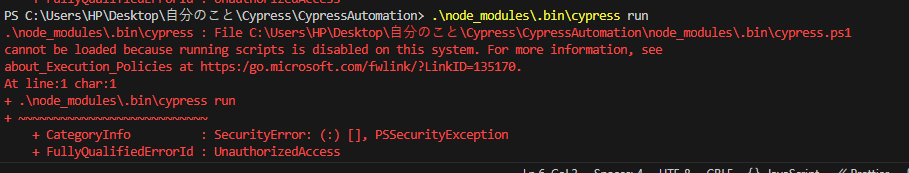 PS C:\Users\HP\Desktop\自分のこと\Cypress\CypressAutomation> .\node_modules\.bin\cypress run
.\node_modules\.bin\cypress : File C:\Users\HP\Desktop\自分のこと\Cypress\CypressAutomation\node_modules\.bin\cypress.ps1
cannot be loaded because running scripts is disabled on this system. For more information, see
about_Execution_Policies at https:/go.microsoft.com/fwlink/?LinkID=135170.
At line:1 char:1
+ .\node_modules\.bin\cypress run
+ ~~~~~~~~~~~~~~~~~~~~~~~~~~~
+ CategoryInfo : SecurityError: (:) [], PSSecurityException
+ FullyQualifiedErrorId : UnauthorizedAccess